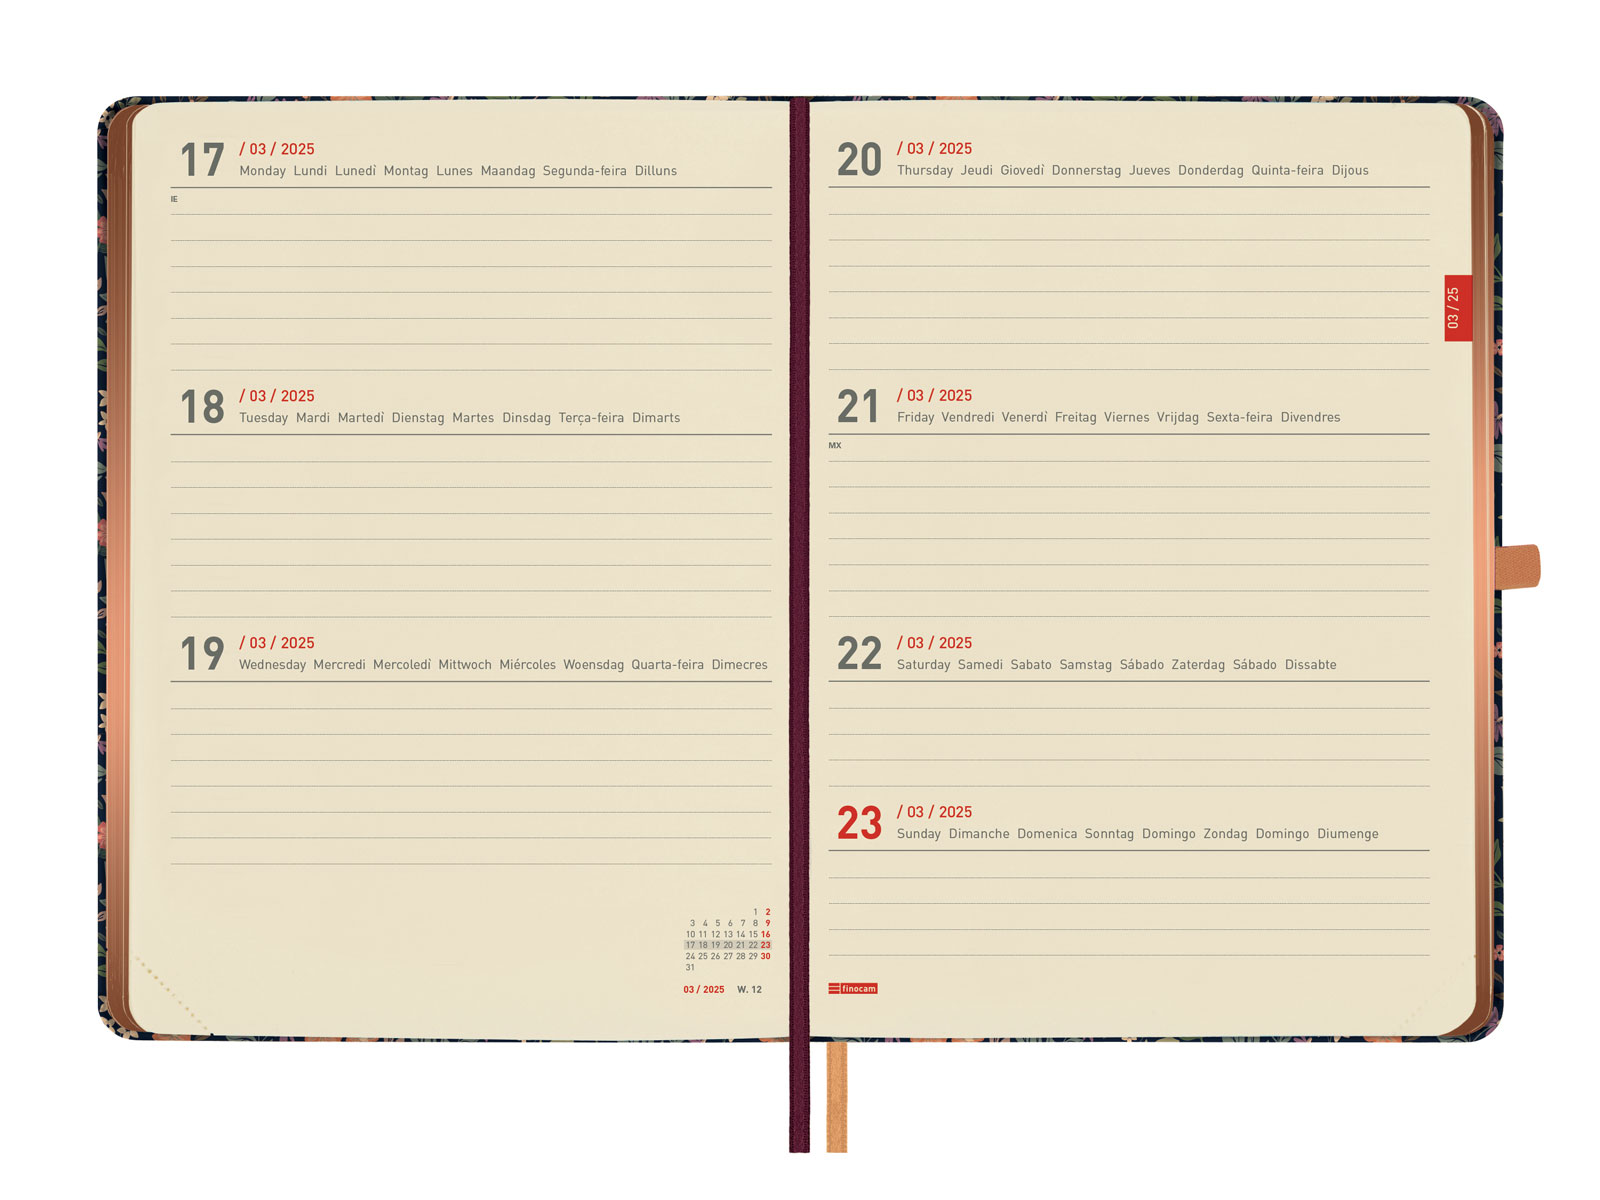 17 / 03 / 2025
Monday Lundi Lunedì Montag Lunes Maandag Segunda-feira Dilluns
IE
18 / 03 / 2025
Tuesday Mardi Martedì Dienstag Martes Dinsdag Terça-feira Dimarts
19 / 03 / 2025
Wednesday Mercredi Mercoledì Mittwoch Miércoles Woensdag Quarta-feira Dimecres
1 2
3 4 5 6 7 8 9
10 11 12 13 14 15 16
17 18 19 20 21 22 23
24 25 26 27 28 29 30
31
03 / 2025 W. 12
20 / 03 / 2025
Thursday Jeudi Giovedì Donnerstag Jueves Donderdag Quinta-feira Dijous
03 / 25
21 / 03 / 2025
Friday Vendredi Venerdì Freitag Viernes Vrijdag Sexta-feira Divendres
MX
22 / 03 / 2025
Saturday Samedi Sabato Samstag Sábado Zaterdag Sábado Dissabte
23 / 03 / 2025
Sunday Dimanche Domenica Sonntag Domingo Zondag Domingo Diumenge
finocam